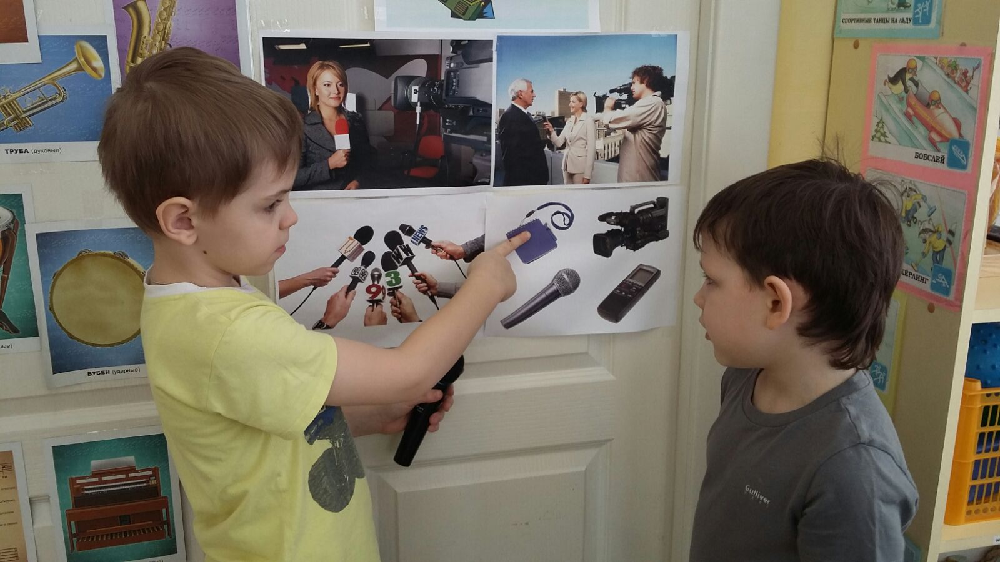 СПОРТИВНЫЕ ТАНЦЫ НА ЛЬДУ
ТРУБА (духовые)
БОБСЛЕЙ
NEWS
3
9
КЁРЛИНГ
БУБЕН (ударные)
Gulliver